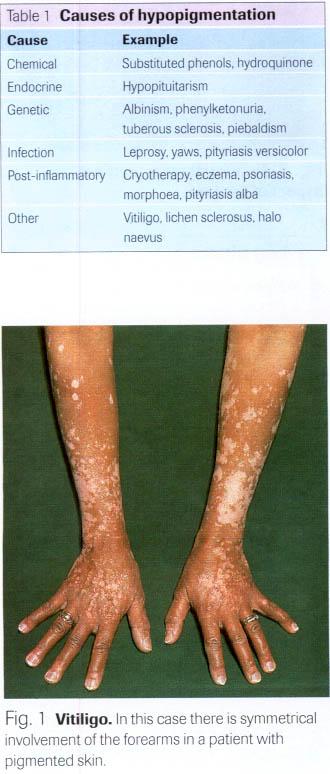 Table 1 Causes of hypopigmentation
Cause Example
Chemical Substituted phenols, hydroquinone
Endocrine Hypopituitarism
Genetic Albinism, phenylketonuria,
tuberous sclerosis, piebaldism
Infection Leprosy, yaws, pityriasis versicolor
Post-inflammatory Cryotherapy, eczema, psoriasis,
morphoea, pityriasis alba
Other Vitiligo, lichen sclerosus, halo
naevus
Fig. 1 Vitiligo. In this case there is symmetrical
involvement of the forearms in a patient with
pigmented skin.